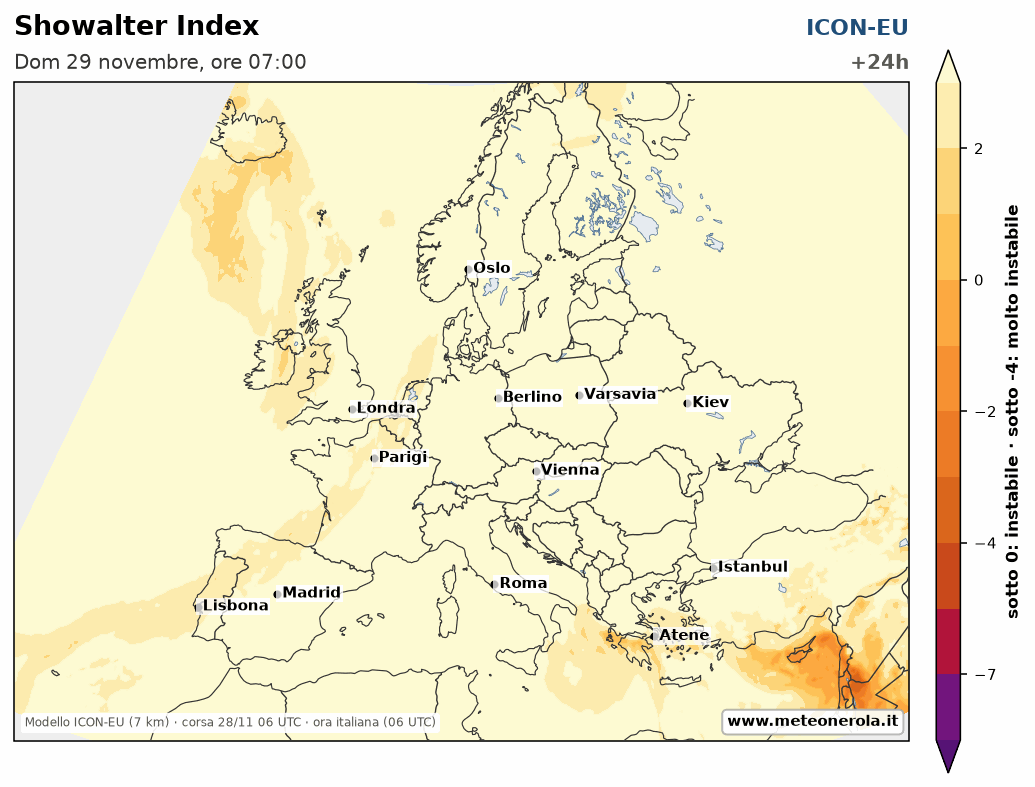 Showalter Index
ICON-EU
Dom 29 novembre, ore 07:00
+24h
Oslo
Berlino
Varsavia
Kiev
Londra
Parigi
Vienna
Istanbul
Roma
Madrid
Lisbona
Atene
Modello ICON-EU (7 km) · corsa 28/11 06 UTC · ora italiana (06 UTC)
www.meteonerola.it
2
0
−2
−4
−7
sotto 0: instabile · sotto -4: molto instabile